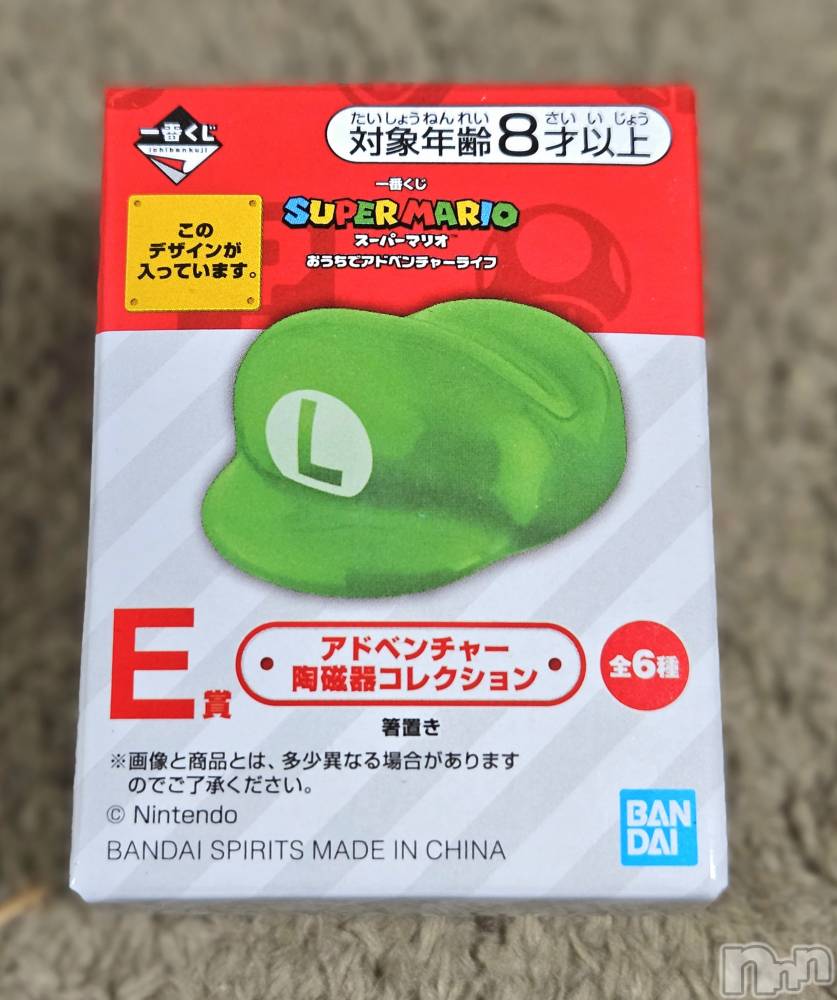 一番くじ
ichibankuji
たいしょうねんれい さい い じょう
対象年齢8才以上
この
デザインが
入っています。
一番くじ
SUPER MARIO
スーパーマリオ™
おうちでアドベンチャーライフ
L
E賞
アドベンチャー
陶磁器コレクション
全6種
箸置き
※画像と商品とは、多少異なる場合があります
のでご了承ください。
© Nintendo
BANDAI SPIRITS MADE IN CHINA
BAN
DAI
nnn